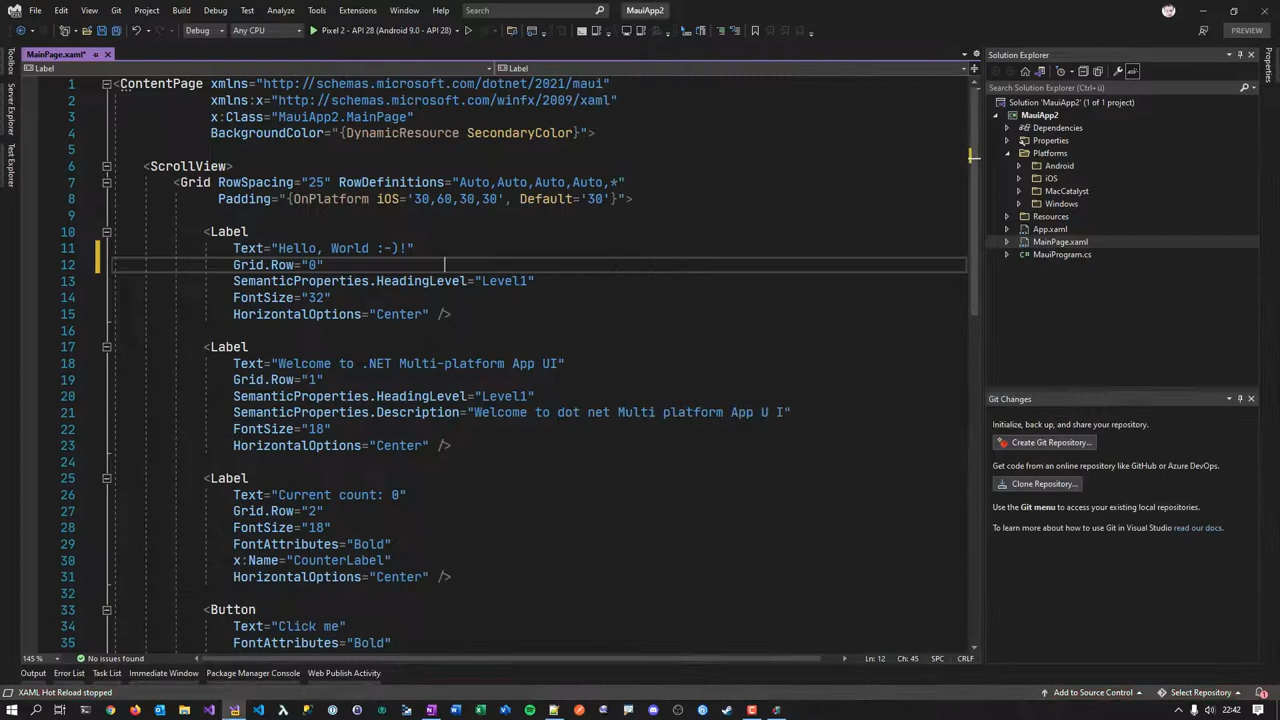 File Edit View Git Project Build Debug Test Analyze Tools Extensions Window Help Search MauiApp2
Debug Any CPU Pixel 2 - API 28 (Android 9.0 - API 28) PREVIEW
MainPage.xaml*
Label Label
1 <ContentPage xmlns="http://schemas.microsoft.com/dotnet/2021/maui
2 xmlns:x="http://schemas.microsoft.com/winfx/2009/xaml"
3 x:Class="MauiApp2.MainPage"
4 BackgroundColor="{DynamicResource SecondaryColor}">
5
6 <ScrollView>
7 <Grid RowSpacing="25" RowDefinitions="Auto,Auto,Auto,Auto,*"
8 Padding="{OnPlatform iOS='30,60,30,30', Default='30'}">
9
10 <Label
11 Text="Hello, World :-)!"
12 Grid.Row="0"
13 SemanticProperties.HeadingLevel="Level1"
14 FontSize="32"
15 HorizontalOptions="Center" />
16
17 <Label
18 Text="Welcome to .NET Multi-platform App UI"
19 Grid.Row="1"
20 SemanticProperties.HeadingLevel="Level1"
21 SemanticProperties.Description="Welcome to dot net Multi platform App U I"
22 FontSize="18"
23 HorizontalOptions="Center" />
24
25 <Label
26 Text="Current count: 0"
27 Grid.Row="2"
28 FontSize="18"
29 FontAttributes="Bold"
30 x:Name="CounterLabel"
31 HorizontalOptions="Center" />
32
33 <Button
34 Text="Click me"
35 FontAttributes="Bold"
145 % No issues found Ln: 12 Ch: 45 SPC CRLF
Toolbox
Server Explorer
Test Explorer
Solution Explorer
Search Solution Explorer (Ctrl+ü)
Solution 'MauiApp2' (1 of 1 project)
MauiApp2
Dependencies
Properties
Platforms
Android
iOS
MacCatalyst
Windows
Resources
App.xaml
MainPage.xaml
MauiProgram.cs
Git Changes
Initialize, back up, and share your repository.
Create Git Repository...
Get code from an online repository like GitHub or Azure DevOps.
Clone Repository...
Use the Git menu to access your existing local repositories.
To learn more about how to use Git in Visual Studio read our docs.
Properties
Output Error List Task List Immediate Window Package Manager Console Web Publish Activity
XAML Hot Reload stopped Add to Source Control Select Repository
22:42